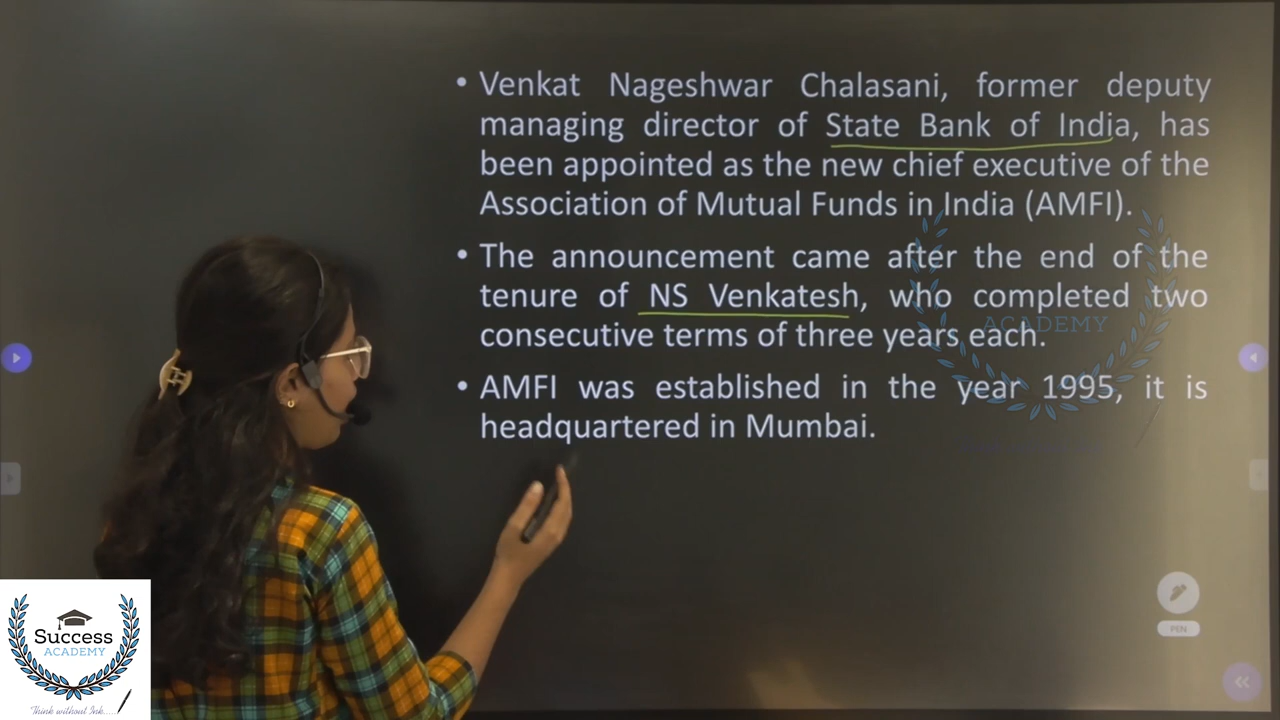 • Venkat Nageshwar Chalasani, former deputy
managing director of State Bank of India, has
been appointed as the new chief executive of the
Association of Mutual Funds in India (AMFI).
• The announcement came after the end of the
tenure of NS Venkatesh, who completed two
consecutive terms of three years each.
ACADEMY
• AMFI was established in the year 1995, it is
headquartered in Mumbai.
PEN
Success
ACADEMY
Think without Ink.....